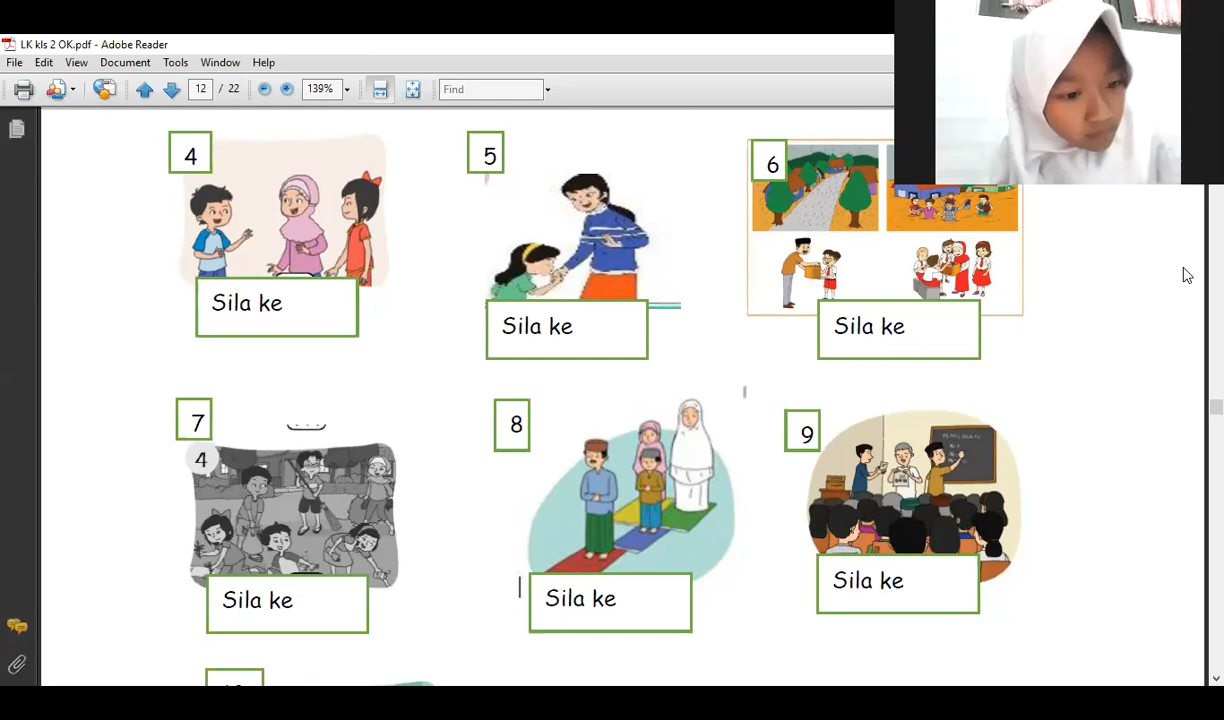 LK kls 2 OK.pdf - Adobe Reader
File Edit View Document Tools Window Help
12 / 22 139% Find
4
5
6
Sila ke
Sila ke
Sila ke
7
8
9
4
Sila ke
Sila ke
Sila ke